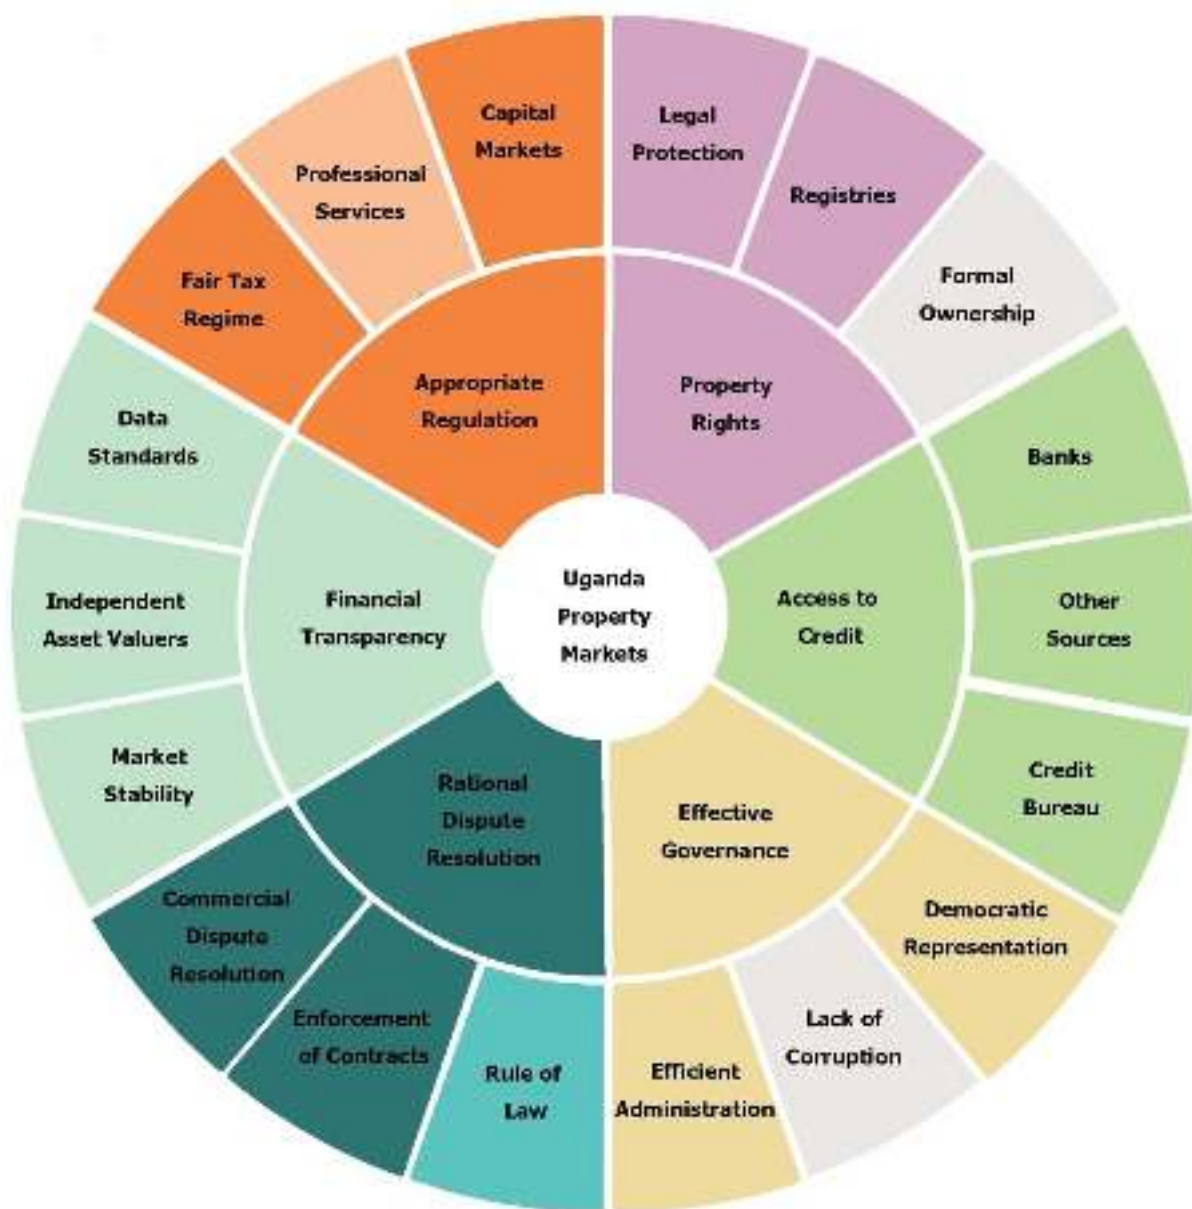 Capital
Markets
Legal
Protection
Professional
Services
Registries
Fair Tax
Regime
Formal
Ownership
Appropriate
Regulation
Property
Rights
Data
Standards
Banks
Independent
Asset Valuers
Financial
Transparency
Uganda
Property
Markets
Access to
Credit
Other
Sources
Market
Stability
Rational
Dispute
Resolution
Effective
Governance
Credit
Bureau
Commercial
Dispute
Resolution
Democratic
Representation
Enforcement
of Contracts
Lack of
Corruption
Rule of
Law
Efficient
Administration